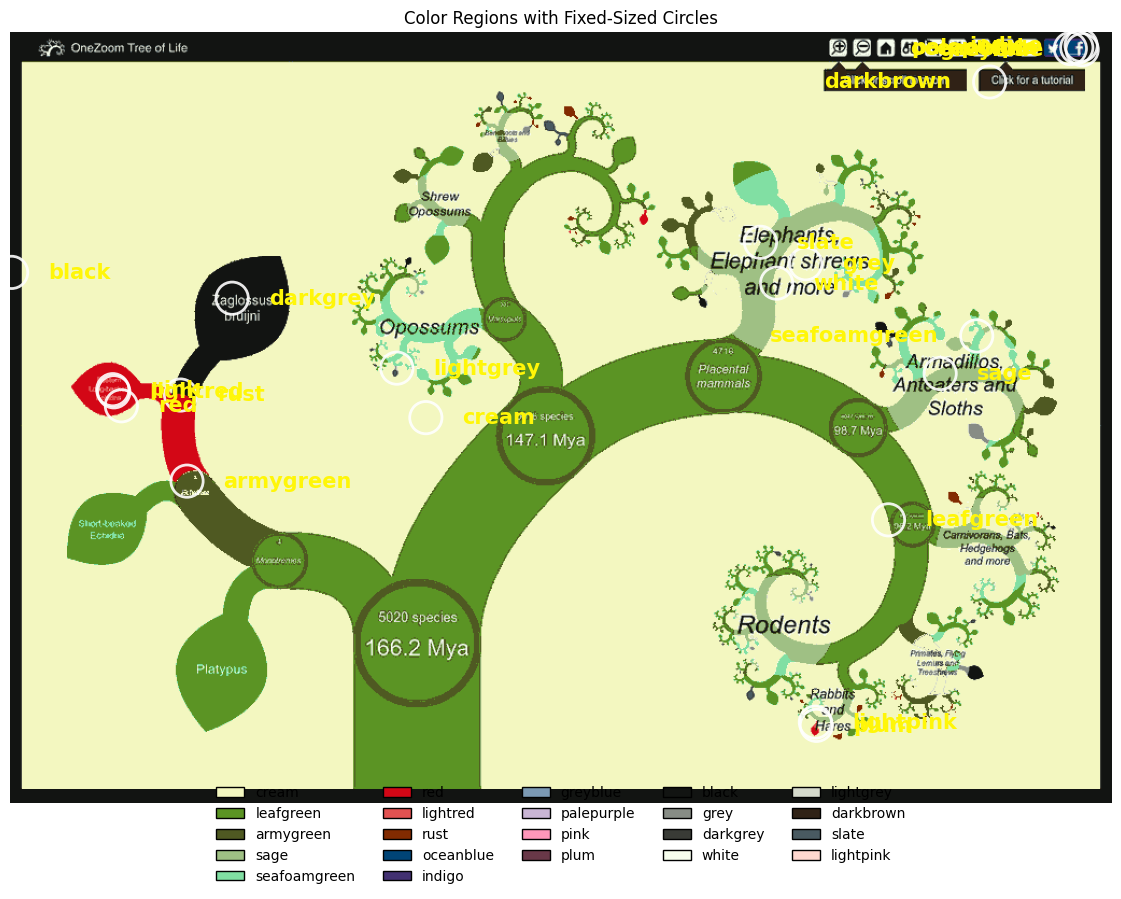 Color Regions with Fixed-Sized Circles
OneZoom Tree of Life
darkbrown
Click for a tutorial
Shrew
Opossums
Elephants,
Elephant shrews
and more
slate
grey
white
black
Zaglossus
bruijni
darkgrey
Opossums
Marsupials
seafoamgreen
4716
Placental
mammals
lightgrey
Armadillos,
Anteaters and
Sloths
sage
lightred
rust
red
cream
species
147.1 Mya
98.7 Mya
armygreen
Short-beaked
Echidna
leafgreen
Carnivorans, Bats,
Hedgehogs
and more
Monotremes
5020 species
166.2 Mya
Rodents
Platypus
Primates, Flying
Lemurs and
Treeshrews
Rabbits
and
Hares
lightpink
plum
cream
red
greyblue
black
lightgrey
leafgreen
lightred
palepurple
grey
darkbrown
armygreen
rust
pink
darkgrey
slate
sage
oceanblue
plum
white
lightpink
seafoamgreen
indigo